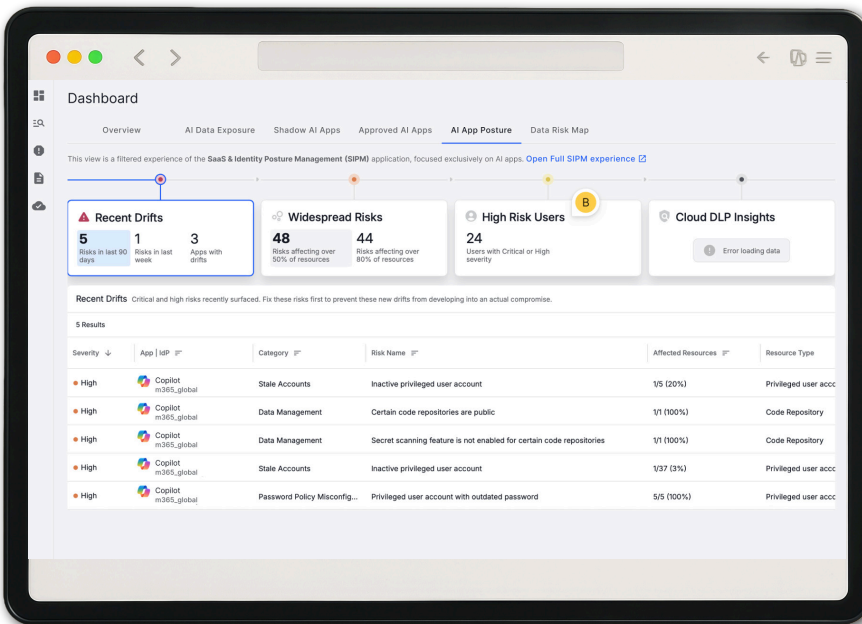 Dashboard
Overview
AI Data Exposure
Shadow AI Apps
Approved AI Apps
AI App Posture
Data Risk Map
This view is a filtered experience of the SaaS & Identity Posture Management (SIPM) application, focused exclusively on AI apps. Open Full SIPM experience
Recent Drifts
5
Risks in last 90
days
1
Risks in last
week
3
Apps with
drifts
Widespread Risks
48
Risks affecting over
50% of resources
44
Risks affecting over
80% of resources
B
High Risk Users
24
Users with Critical or High
severity
Cloud DLP Insights
Error loading data
Recent Drifts Critical and high risks recently surfaced. Fix these risks first to prevent these new drifts from developing into an actual compromise.
5 Results
Severity App | IdP Category Risk Name Affected Resources Resource Type
High Copilot
m365_global Stale Accounts Inactive privileged user account 1/5 (20%) Privileged user acco
High Copilot
m365_global Data Management Certain code repositories are public 1/1 (100%) Code Repository
High Copilot
m365_global Data Management Secret scanning feature is not enabled for certain code repositories 1/1 (100%) Code Repository
High Copilot
m365_global Stale Accounts Inactive privileged user account 1/37 (3%) Privileged user acco
High Copilot
m365_global Password Policy Misconfig... Privileged user account with outdated password 5/5 (100%) Privileged user acco